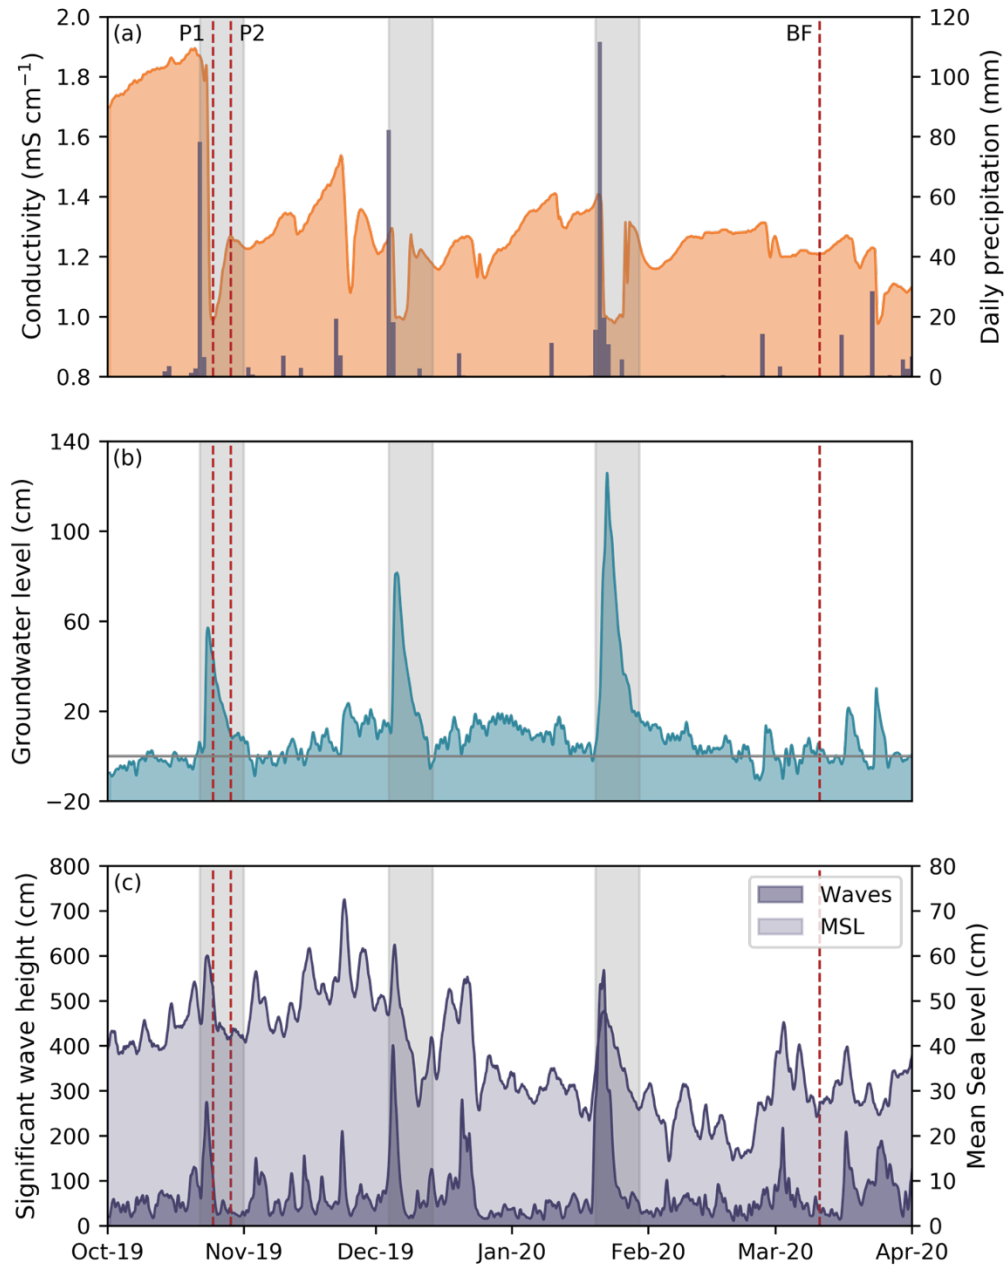 (a)
P1
P2
BF
2.0
1.8
1.6
1.4
1.2
1.0
0.8
Conductivity (mS cm⁻¹)
120
100
80
60
40
20
0
Daily precipitation (mm)
(b)
140
100
60
20
−20
Groundwater level (cm)
(c)
Waves
MSL
800
700
600
500
400
300
200
100
0
Significant wave height (cm)
80
70
60
50
40
30
20
10
0
Mean Sea level (cm)
Oct-19 Nov-19 Dec-19 Jan-20 Feb-20 Mar-20 Apr-20